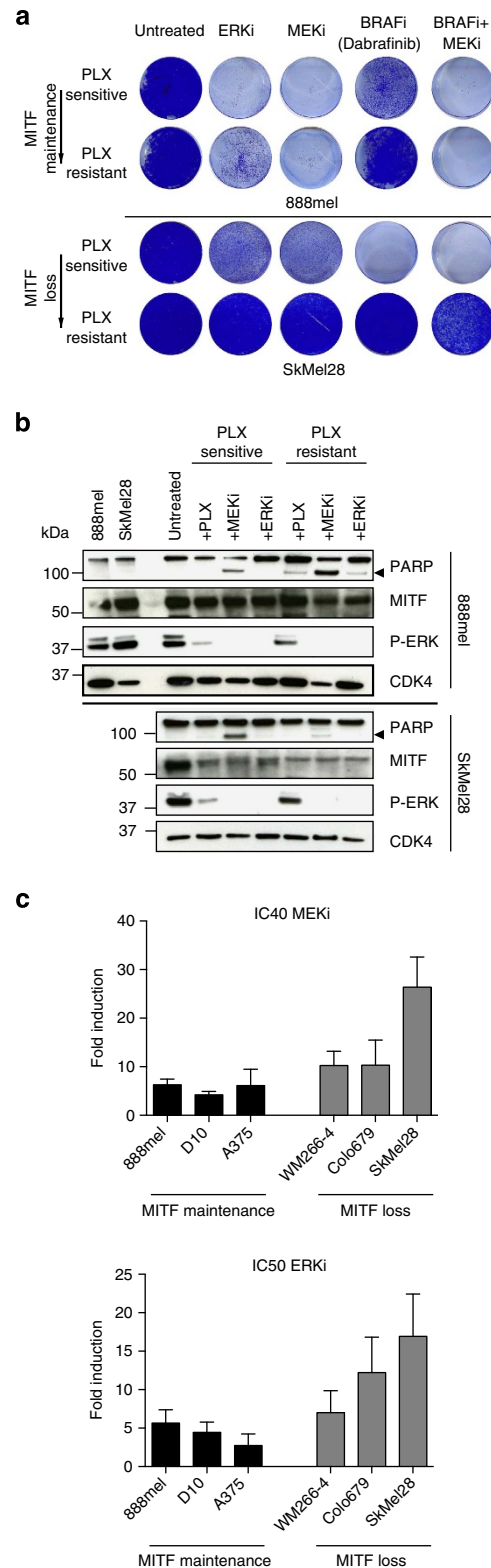 a
Untreated
ERKi
MEKi
BRAFi
(Dabrafinib)
BRAFi+
MEKi
PLX
sensitive
MITF
maintenance
PLX
resistant
888mel
PLX
sensitive
MITF
loss
PLX
resistant
SkMel28
b
PLX
sensitive
PLX
resistant
kDa
888mel
SkMel28
Untreated
+PLX
+MEKi
+ERKi
+PLX
+MEKi
+ERKi
100
PARP
50
MITF
37
P-ERK
37
CDK4
888mel
100
PARP
50
MITF
37
P-ERK
37
CDK4
SkMel28
c
IC40 MEKi
Fold induction
40
30
20
10
0
888mel
D10
A375
WM266-4
Colo679
SkMel28
MITF maintenance
MITF loss
IC50 ERKi
Fold induction
25
20
15
10
5
0
888mel
D10
A375
WM266-4
Colo679
SkMel28
MITF maintenance
MITF loss